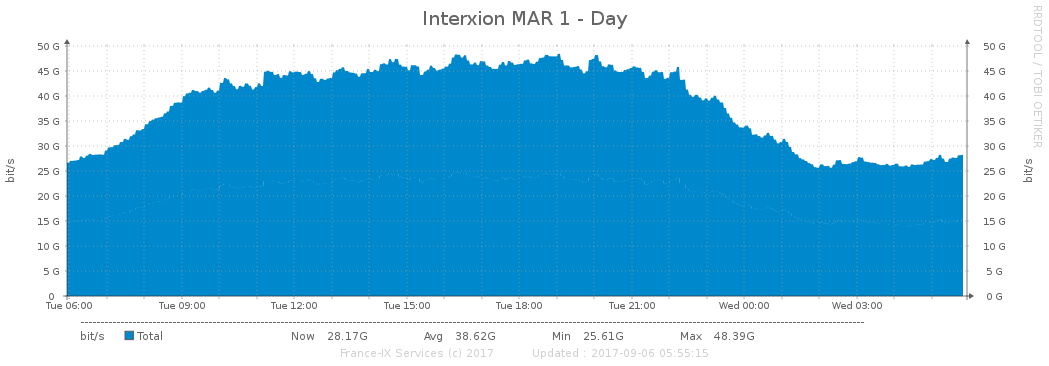 Interxion MAR 1 - Day
RRDTOOL / TOBI OETIKER
50 G 50 G
45 G 45 G
40 G 40 G
35 G 35 G
30 G 30 G
25 G 25 G
20 G 20 G
15 G 15 G
10 G 10 G
5 G 5 G
0 0 G
bit/s bit/s
Tue 06:00 Tue 09:00 Tue 12:00 Tue 15:00 Tue 18:00 Tue 21:00 Wed 00:00 Wed 03:00
bit/s Total Now 28.17G Avg 38.62G Min 25.61G Max 48.39G
France-IX Services (c) 2017 Updated : 2017-09-06 05:55:15